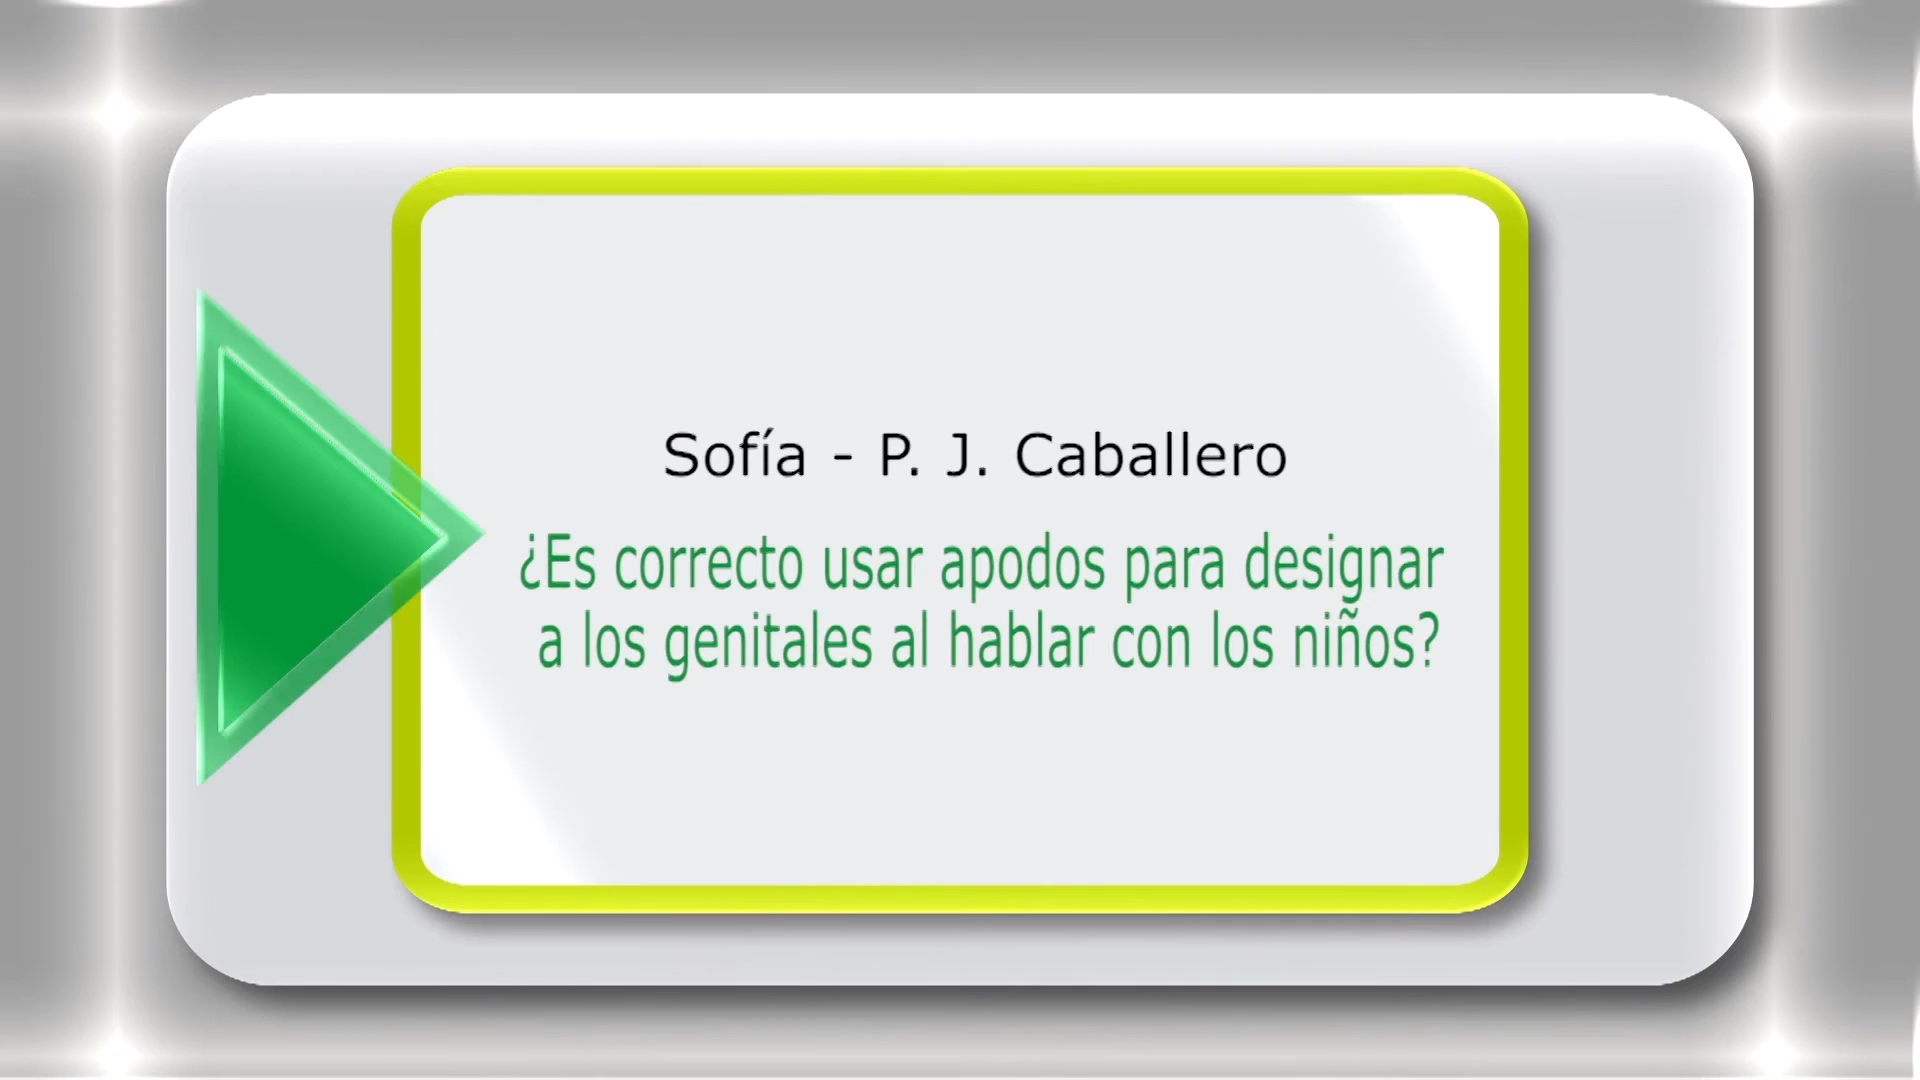 Sofía - P. J. Caballero
¿Es correcto usar apodos para designar
a los genitales al hablar con los niños?